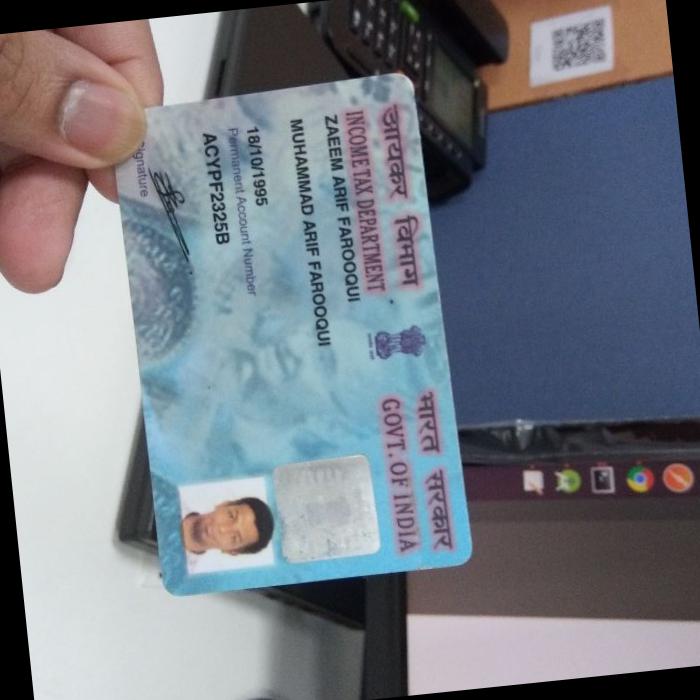 आयकर विभाग
INCOME TAX DEPARTMENT
भारत सरकार
GOVT. OF INDIA
ZAEEM ARIF FAROOQUI
MUHAMMAD ARIF FAROOQUI
18/10/1995
Permanent Account Number
ACYPF2325B
Signature